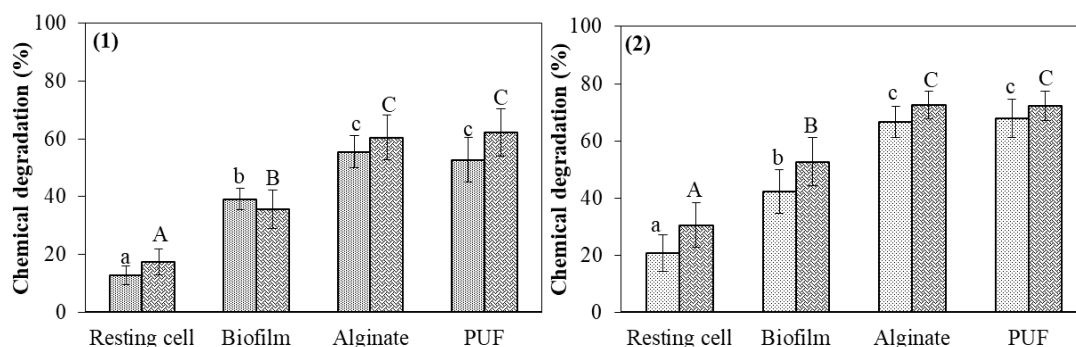 (1)
Chemical degradation (%)
100
80
60
40
20
0
a
A
b
B
c
C
c
C
Resting cell
Biofilm
Alginate
PUF
(2)
Chemical degradation (%)
100
80
60
40
20
0
a
A
b
B
c
C
c
C
Resting cell
Biofilm
Alginate
PUF